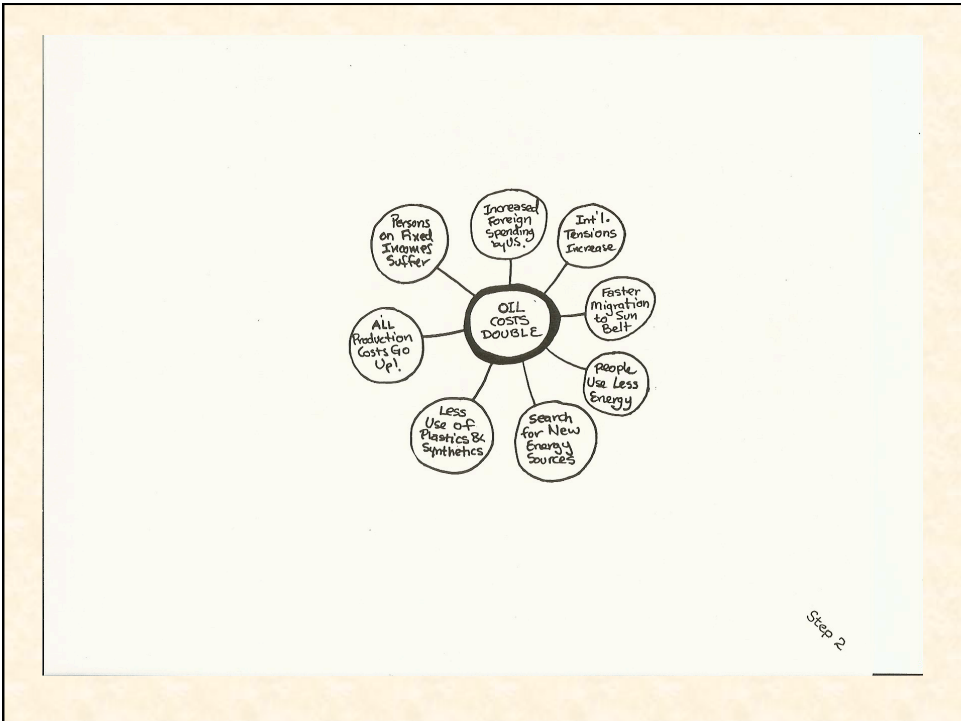 OIL
COSTS
DOUBLE
Increased
Foreign
Spending
by US.
Int'l.
Tensions
Increase
Faster
Migration
to Sun
Belt
People
Use Less
Energy
Search
for New
Energy
Sources
Less
Use of
Plastics &
Synthetics
ALL
Production
Costs Go
Up!
Persons
on Fixed
Incomes
Suffer
Step 2